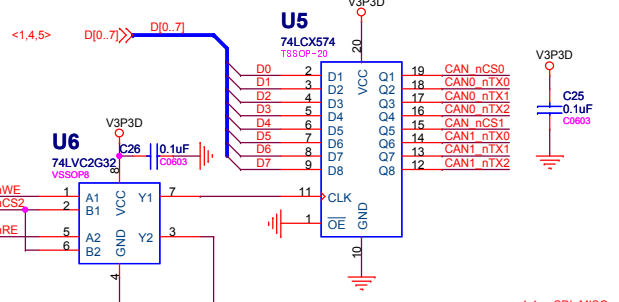 V3P3D
U5
<1,4,5>
D[0..7]
D[0..7]
74LCX574
TSSOP-20
20
VCC
D0 2 D1 Q1 19 CAN_nCS0
D1 3 D2 Q2 18 CAN0_nTX0
D2 4 D3 Q3 17 CAN0_nTX1
D3 5 D4 Q4 16 CAN0_nTX2
D4 6 D5 Q5 15 CAN_nCS1
D5 7 D6 Q6 14 CAN1_nTX0
D6 8 D7 Q7 13 CAN1_nTX1
D7 9 D8 Q8 12 CAN1_nTX2
11 CLK
1 OE
GND
10
V3P3D
C25
0.1uF
C0603
V3P3D
U6
C26 0.1uF
C0603
74LVC2G32
VSSOP8
8
VCC
nWE 1 A1 Y1 7
nCS2 2 B1
nRE 5 A2 Y2 3
6 B2
GND
4